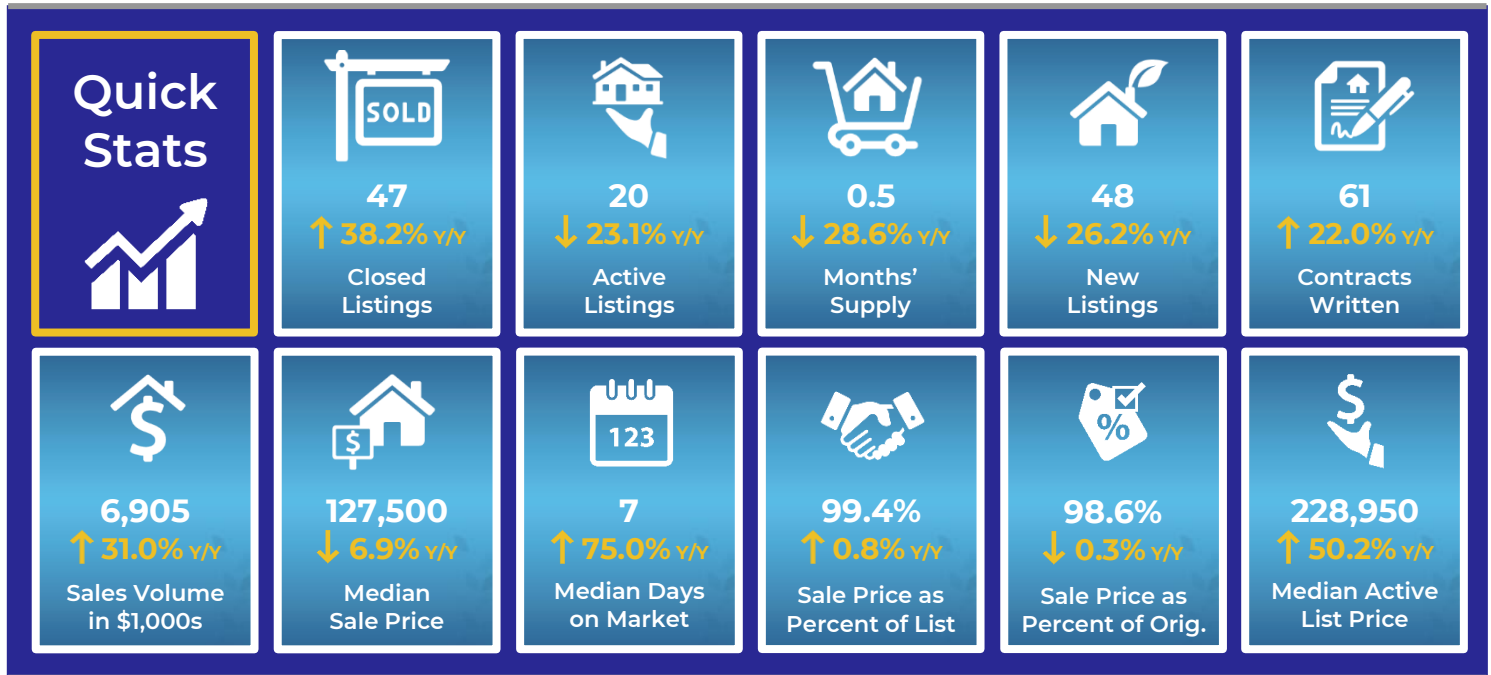 Quick
Stats
SOLD
47
↑ 38.2% Y/Y
Closed
Listings
20
↓ 23.1% Y/Y
Active
Listings
0.5
↓ 28.6% Y/Y
Months’
Supply
48
↓ 26.2% Y/Y
New
Listings
61
↑ 22.0% Y/Y
Contracts
Written
$
6,905
↑ 31.0% Y/Y
Sales Volume
in $1,000s
$
127,500
↓ 6.9% Y/Y
Median
Sale Price
123
7
↑ 75.0% Y/Y
Median Days
on Market
99.4%
↑ 0.8% Y/Y
Sale Price as
Percent of List
%
98.6%
↓ 0.3% Y/Y
Sale Price as
Percent of Orig.
$
228,950
↑ 50.2% Y/Y
Median Active
List Price